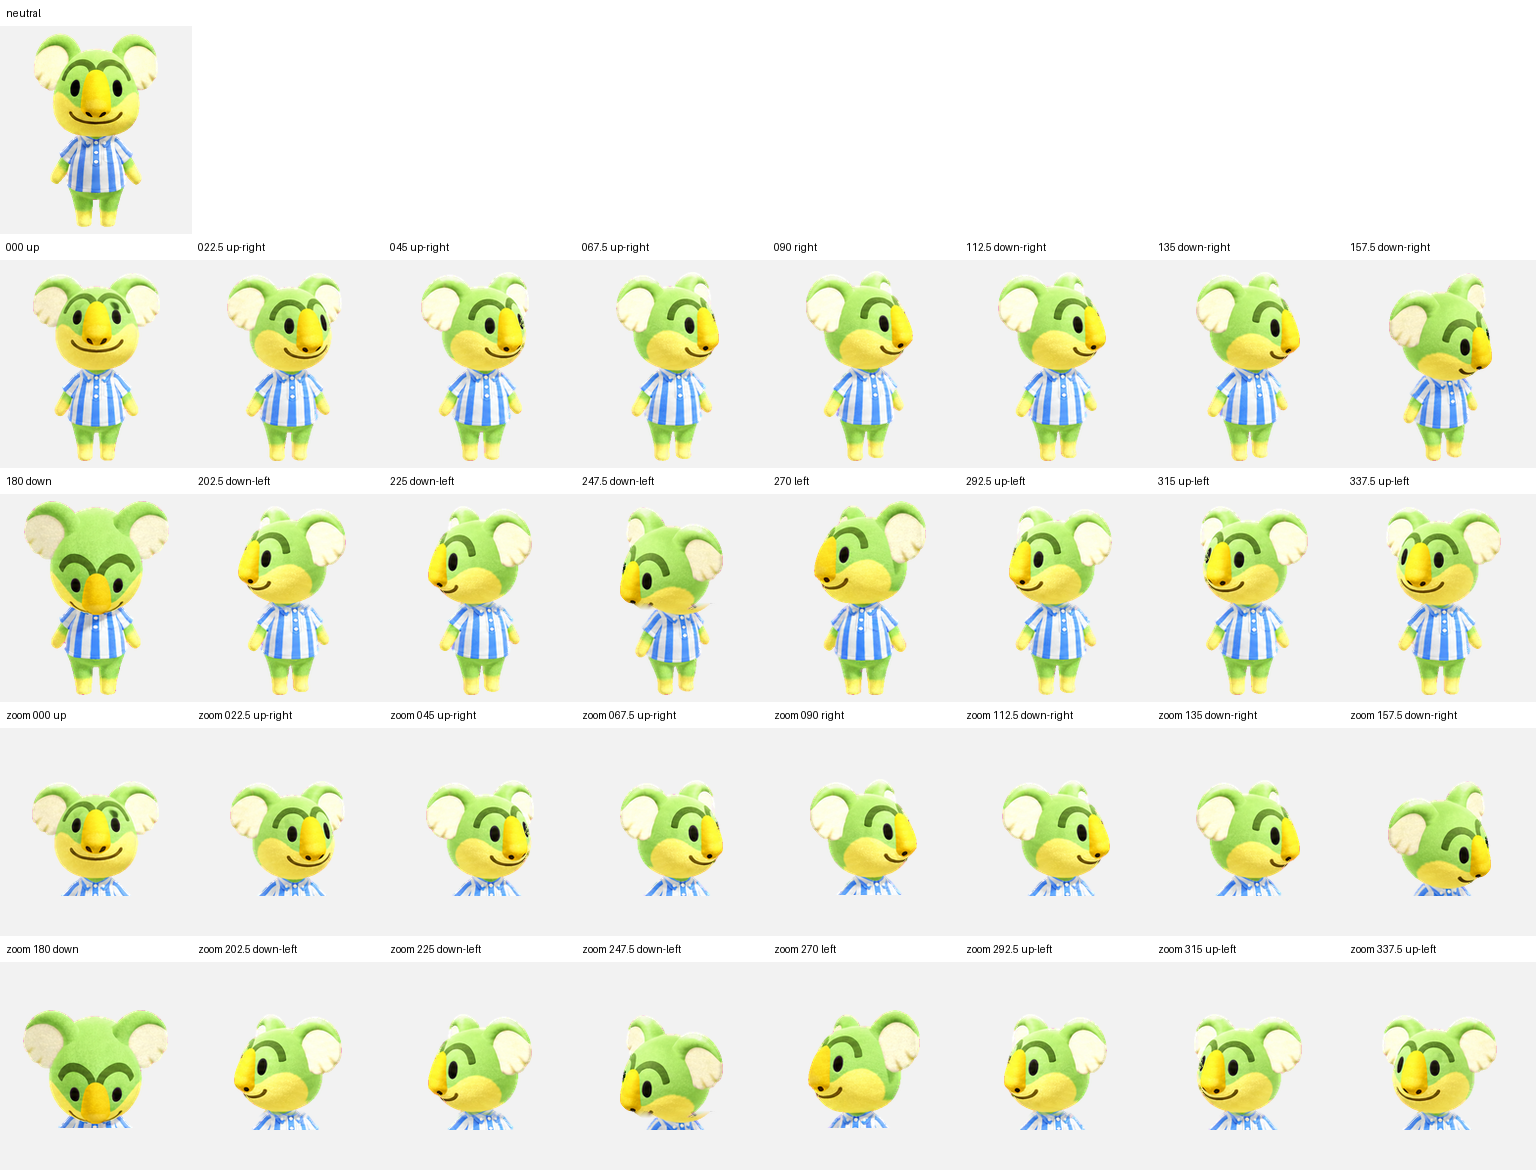 neutral
000 up
022.5 up-right
045 up-right
067.5 up-right
090 right
112.5 down-right
135 down-right
157.5 down-right
180 down
202.5 down-left
225 down-left
247.5 down-left
270 left
292.5 up-left
315 up-left
337.5 up-left
zoom 000 up
zoom 022.5 up-right
zoom 045 up-right
zoom 067.5 up-right
zoom 090 right
zoom 112.5 down-right
zoom 135 down-right
zoom 157.5 down-right
zoom 180 down
zoom 202.5 down-left
zoom 225 down-left
zoom 247.5 down-left
zoom 270 left
zoom 292.5 up-left
zoom 315 up-left
zoom 337.5 up-left